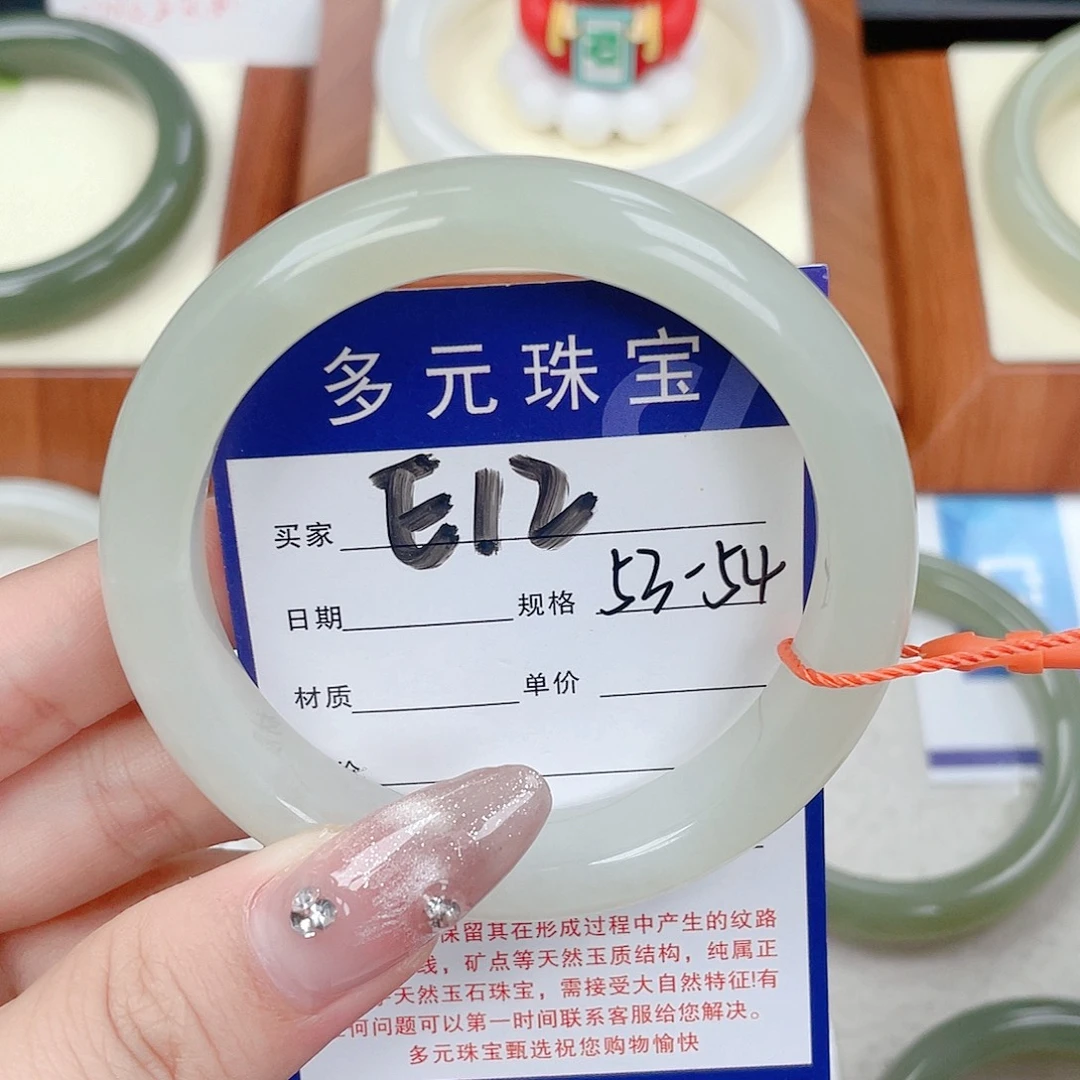 多元珠宝
买家 E12
日期 规格 53-54
材质 单价
保留其在形成过程中产生的纹路
线，矿点等天然玉质结构，纯属正
天然玉石珠宝，需接受大自然特征!有
何问题可以第一时间联系客服给您解决。
多元珠宝甄选祝您购物愉快